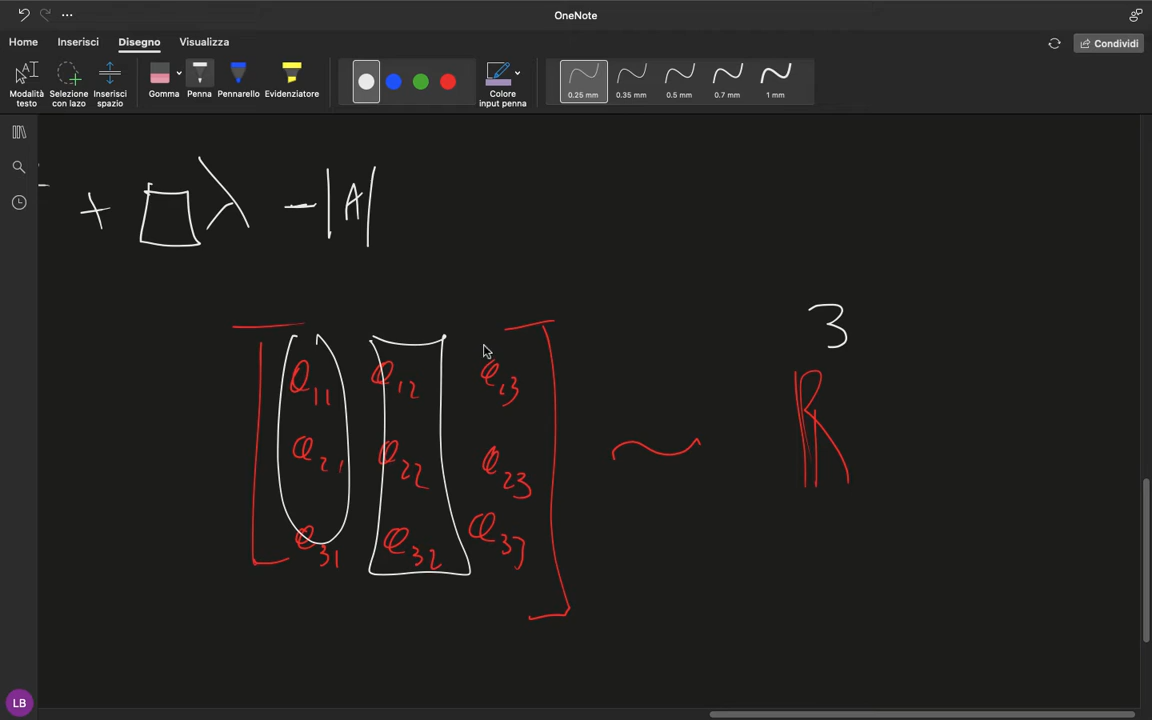 OneNote
Home Inserisci Disegno Visualizza
Condividi
Modalità testo
Selezione con lazo
Inserisci spazio
Gomma
Penna
Pennarello
Evidenziatore
Colore input penna
0.25 mm
0.35 mm
0.5 mm
0.7 mm
1 mm
+ □λ - |A|
a11 a12 a13
a21 a22 a23
a31 a32 a33
~ ℝ3
LB